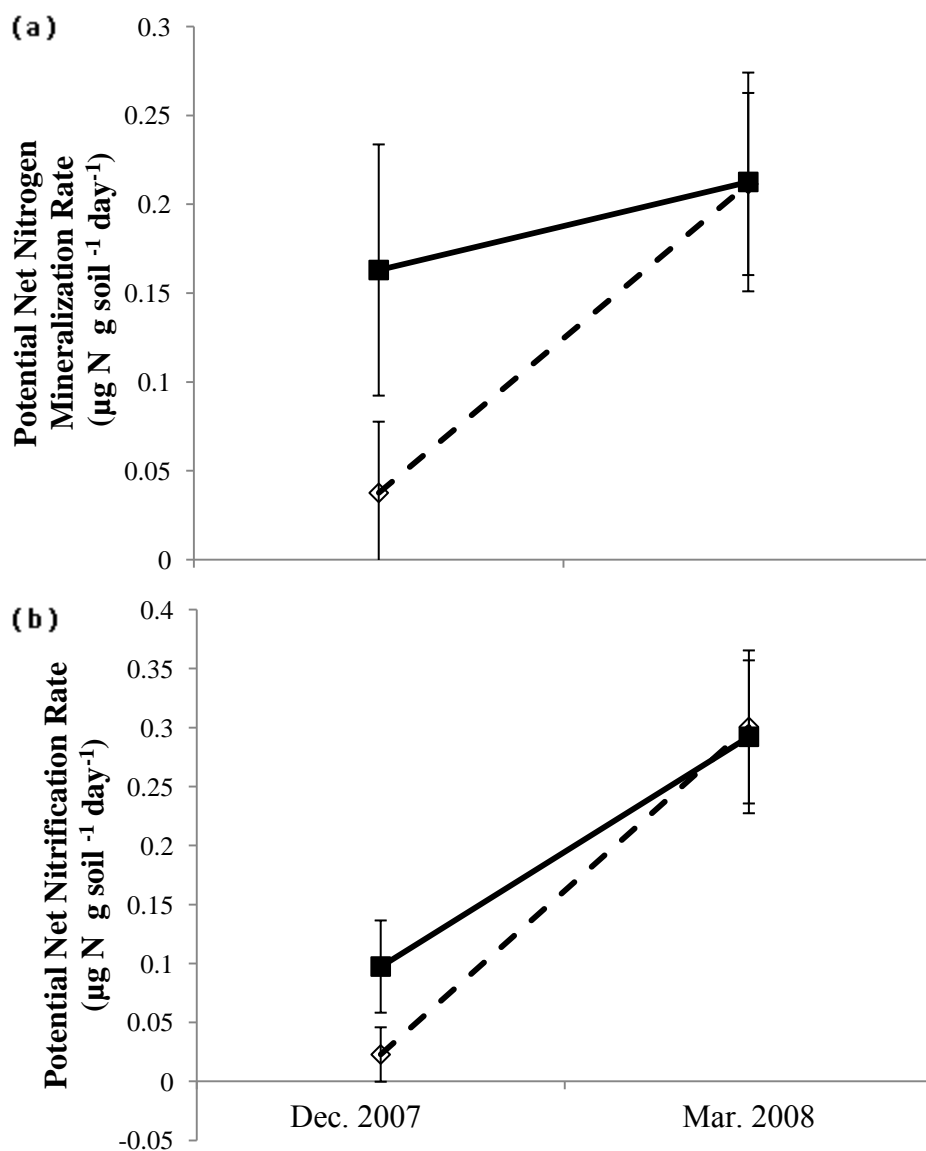 (a)
Potential Net Nitrogen
Mineralization Rate
(µg N g soil ⁻¹ day⁻¹)
0.3
0.25
0.2
0.15
0.1
0.05
0
(b)
Potential Net Nitrification Rate
(µg N g soil ⁻¹ day⁻¹)
0.4
0.35
0.3
0.25
0.2
0.15
0.1
0.05
0
-0.05
Dec. 2007 Mar. 2008